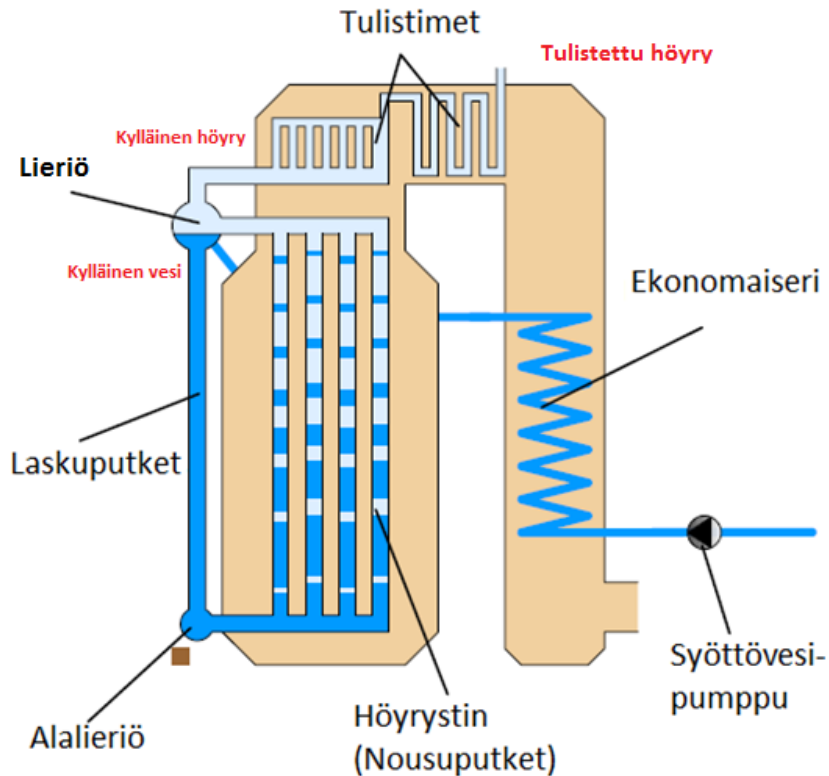 Tulistimet
Tulistettu höyry
Kylläinen höyry
Lieriö
Kylläinen vesi
Ekonomaiseri
Laskuputket
Syöttövesi-
pumppu
Höyrystin
(Nousuputket)
Alalieriö